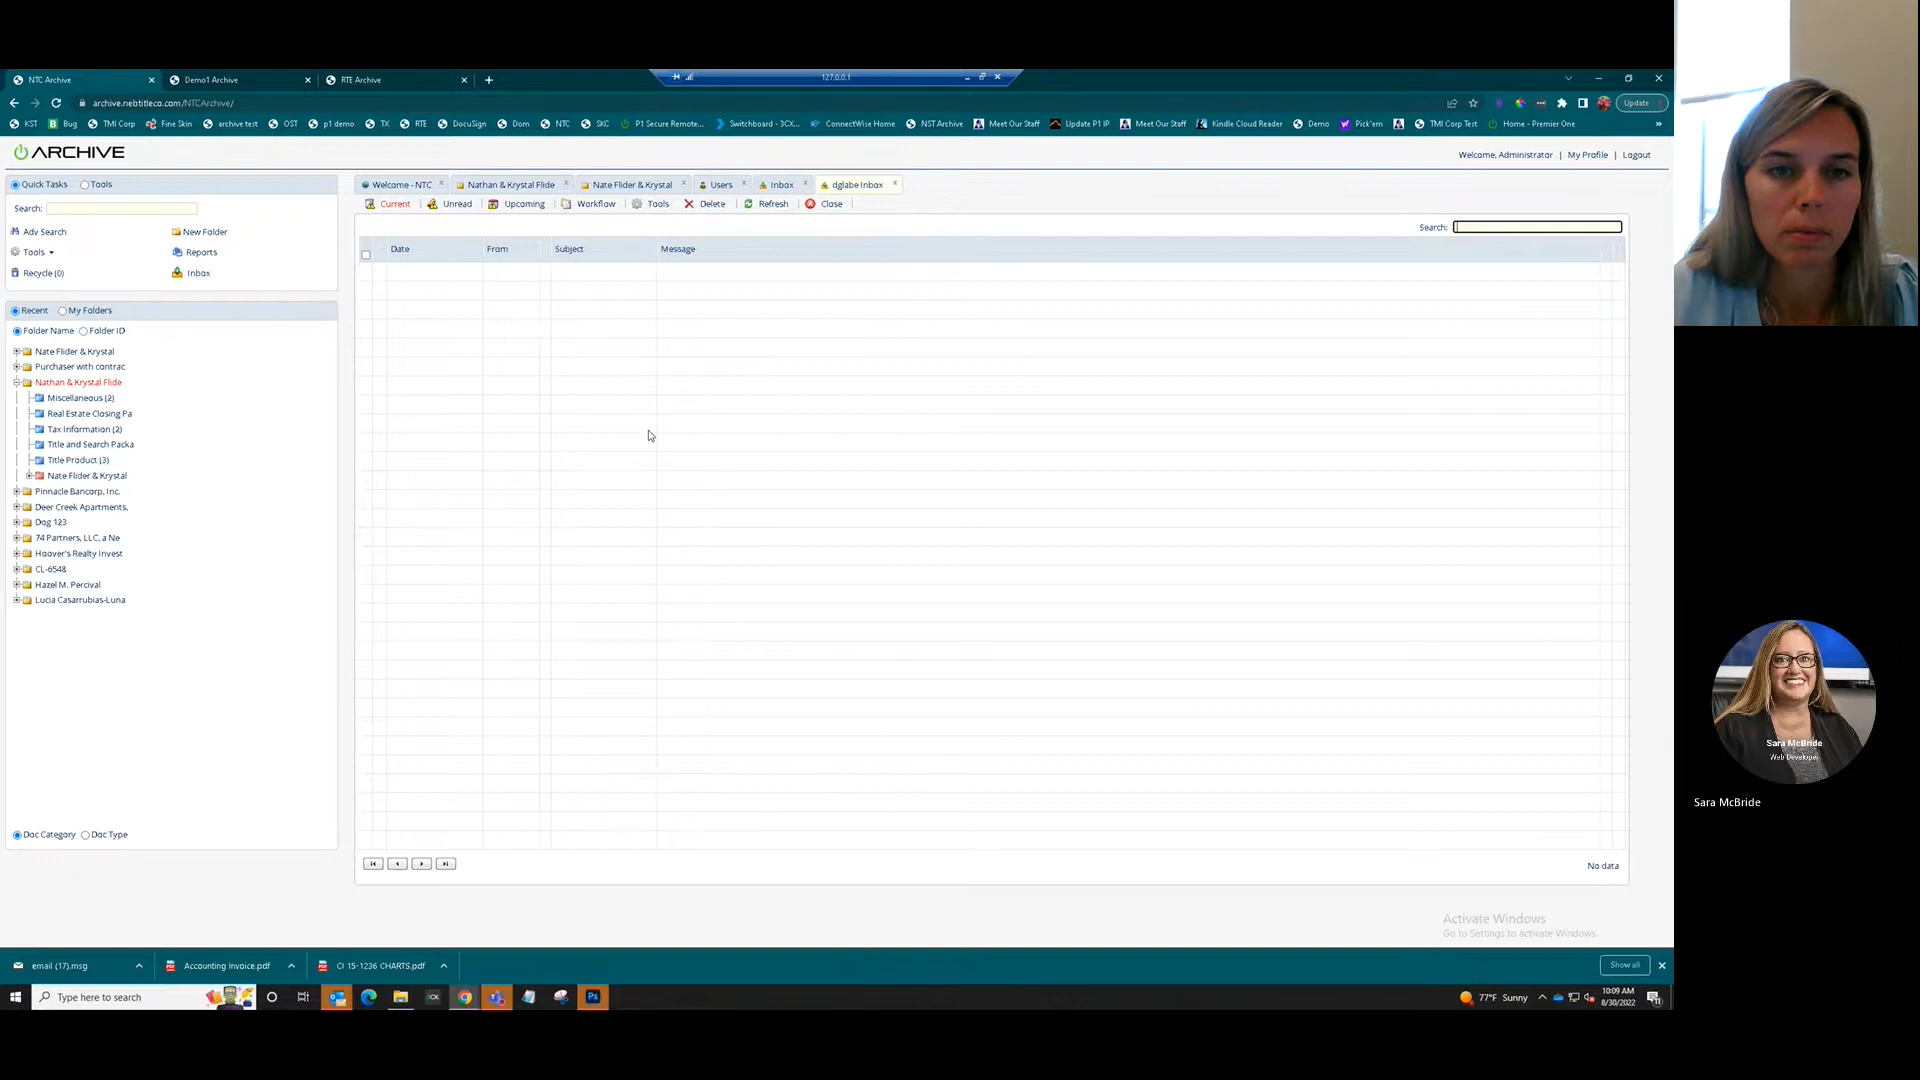 NTC Archive
Demo1 Archive
RTE Archive
127.0.0.1
archive.nebtitleco.com/NTCArchive/
Update
KST Bug TMI Corp Fine Skin archive test OST p1 demo TX RTE DocuSign Dom NTC SKC P1 Secure Remote... Switchboard - 3CX... ConnectWise Home NST Archive Meet Our Staff Update P1 IP Meet Our Staff Kindle Cloud Reader Demo Pick'em TMI Corp Test Home - Premier One »
ARCHIVE
Welcome, Administrator | My Profile | Logout
Quick Tasks Tools
Search:
Adv Search New Folder
Tools Reports
Recycle (0) Inbox
Recent My Folders
Folder Name Folder ID
Nate Flider & Krystal
Purchaser with contrac
Nathan & Krystal Flide
Miscellaneous (2)
Real Estate Closing Pa
Tax Information (2)
Title and Search Packa
Title Product (3)
Nate Flider & Krystal
Pinnacle Bancorp, Inc.
Deer Creek Apartments,
Dog 123
74 Partners, LLC, a Ne
Hoover's Realty Invest
CL-6548
Hazel M. Percival
Lucia Casarrubias-Luna
Doc Category Doc Type
Welcome - NTC Nathan & Krystal Flide Nate Flider & Krystal Users Inbox dglabe Inbox
Current | Unread | Upcoming | Workflow | Tools | Delete | Refresh | Close |
Search:
Date From Subject Message
No data
Activate Windows
Go to Settings to activate Windows.
email (17).msg
Accounting Invoice.pdf
CI 15-1236 CHARTS.pdf
Show all
Type here to search
77°F Sunny
10:09 AM
8/30/2022
Sara McBride
Web Developer
Sara McBride